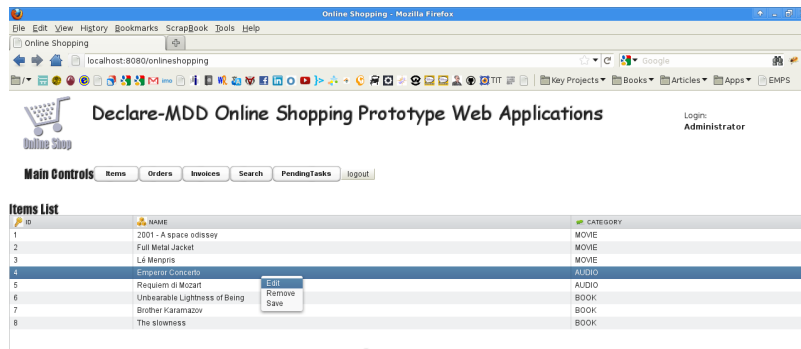 Online Shopping - Mozilla Firefox
File Edit View History Bookmarks ScrapBook Tools Help
Online Shopping
localhost:8080/onlineshopping
Google
Key Projects Books Articles Apps EMPS
Declare-MDD Online Shopping Prototype Web Applications
Login:
Administrator
Online Shop
Main Controls Items Orders Invoices Search PendingTasks logout
Items List
ID NAME CATEGORY
1 2001 - A space odissey MOVIE
2 Full Metal Jacket MOVIE
3 Lé Menpris MOVIE
4 Emperor Concerto AUDIO
5 Requiem di Mozart AUDIO
6 Unbearable Lightness of Being BOOK
7 Brother Karamazov BOOK
8 The slowness BOOK
Edit
Remove
Save